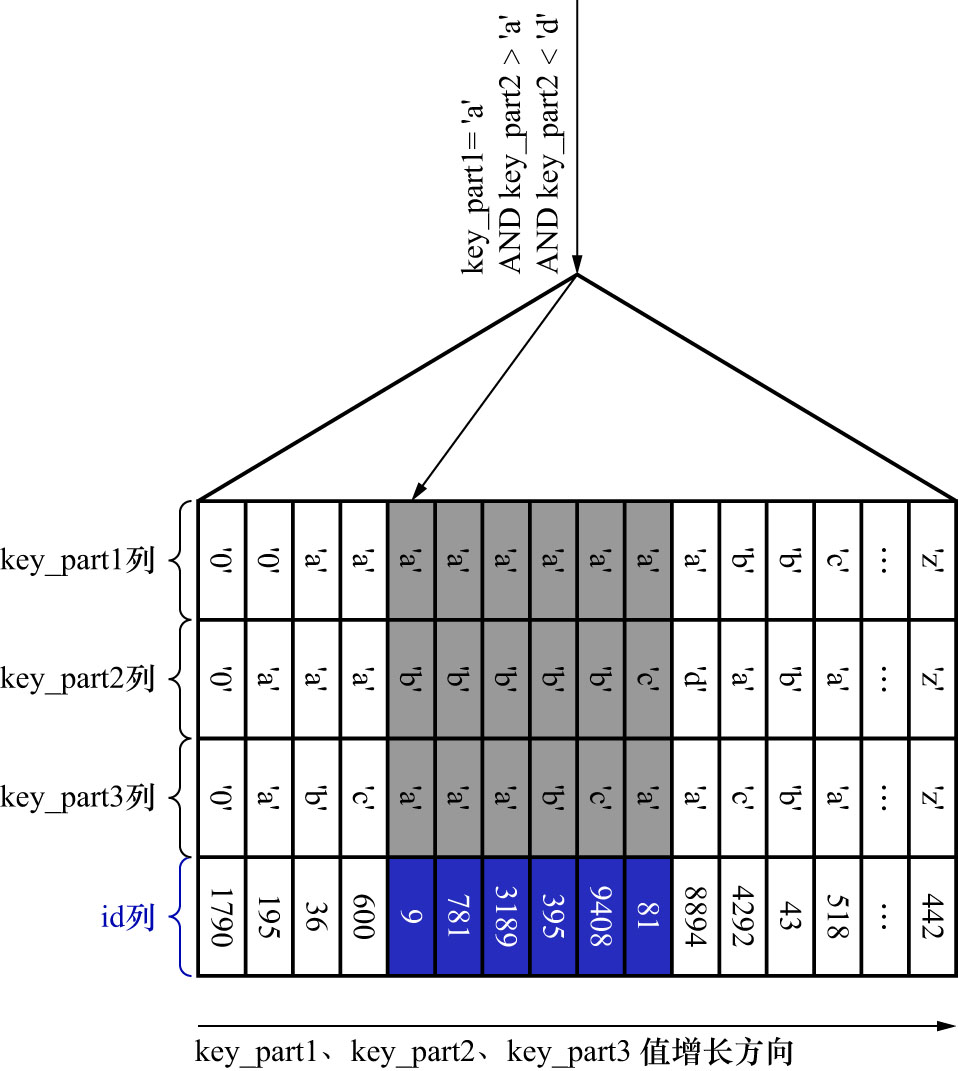 key_part1= 'a'
AND key_part2 > 'a'
AND key_part2 < 'd'
key_part1列 '0' '0' 'a' 'a' 'a' 'a' 'a' 'a' 'a' 'a' 'a' 'b' 'b' 'c' … 'z'
key_part2列 '0' 'a' 'a' 'a' 'b' 'b' 'b' 'b' 'b' 'c' 'd' 'a' 'b' 'a' … 'z'
key_part3列 '0' 'a' 'b' 'c' 'a' 'a' 'a' 'b' 'c' 'a' 'a' 'c' 'b' 'a' … 'z'
id列 1790 195 36 600 9 781 3189 395 9408 81 8894 4292 43 518 … 442
key_part1、key_part2、key_part3 值增长方向